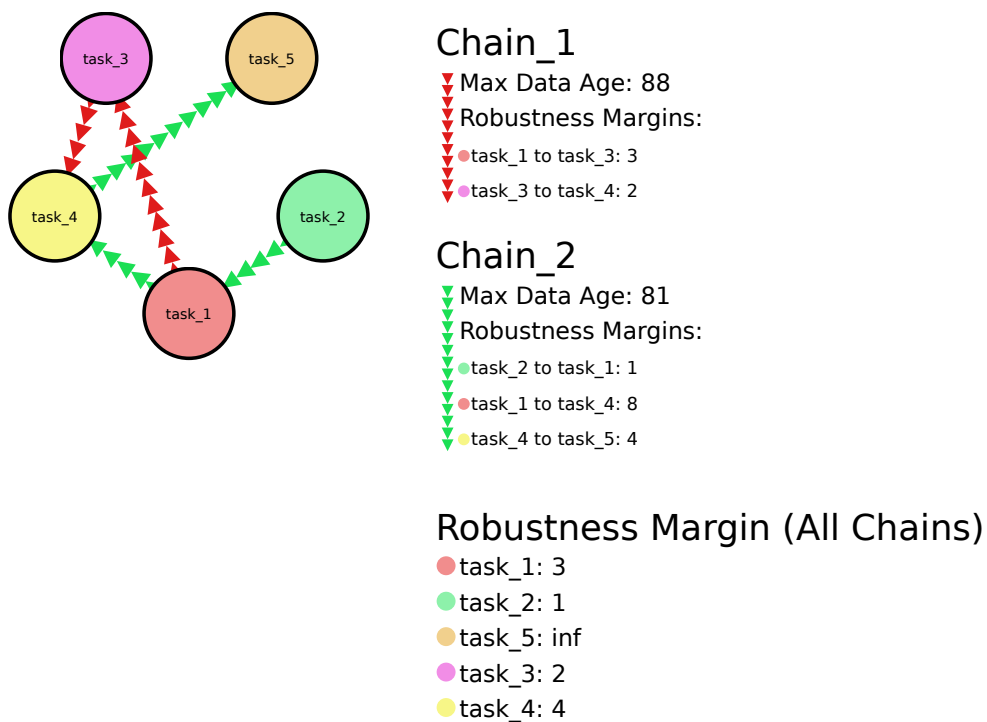 task_3
task_5
task_4
task_2
task_1
Chain_1
Max Data Age: 88
Robustness Margins:
task_1 to task_3: 3
task_3 to task_4: 2
Chain_2
Max Data Age: 81
Robustness Margins:
task_2 to task_1: 1
task_1 to task_4: 8
task_4 to task_5: 4
Robustness Margin (All Chains)
task_1: 3
task_2: 1
task_5: inf
task_3: 2
task_4: 4